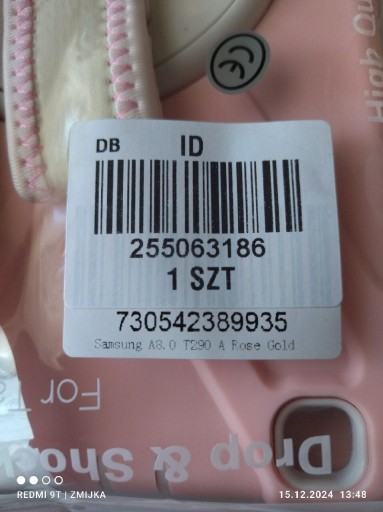 High Qu
CE
DB ID
255063186
1 SZT
730542389935
Samsung A8.0 T290 A Rose Gold
For Ta
Drop & Shock
REDMI 9T | ZMIJKA
15.12.2024 13:48